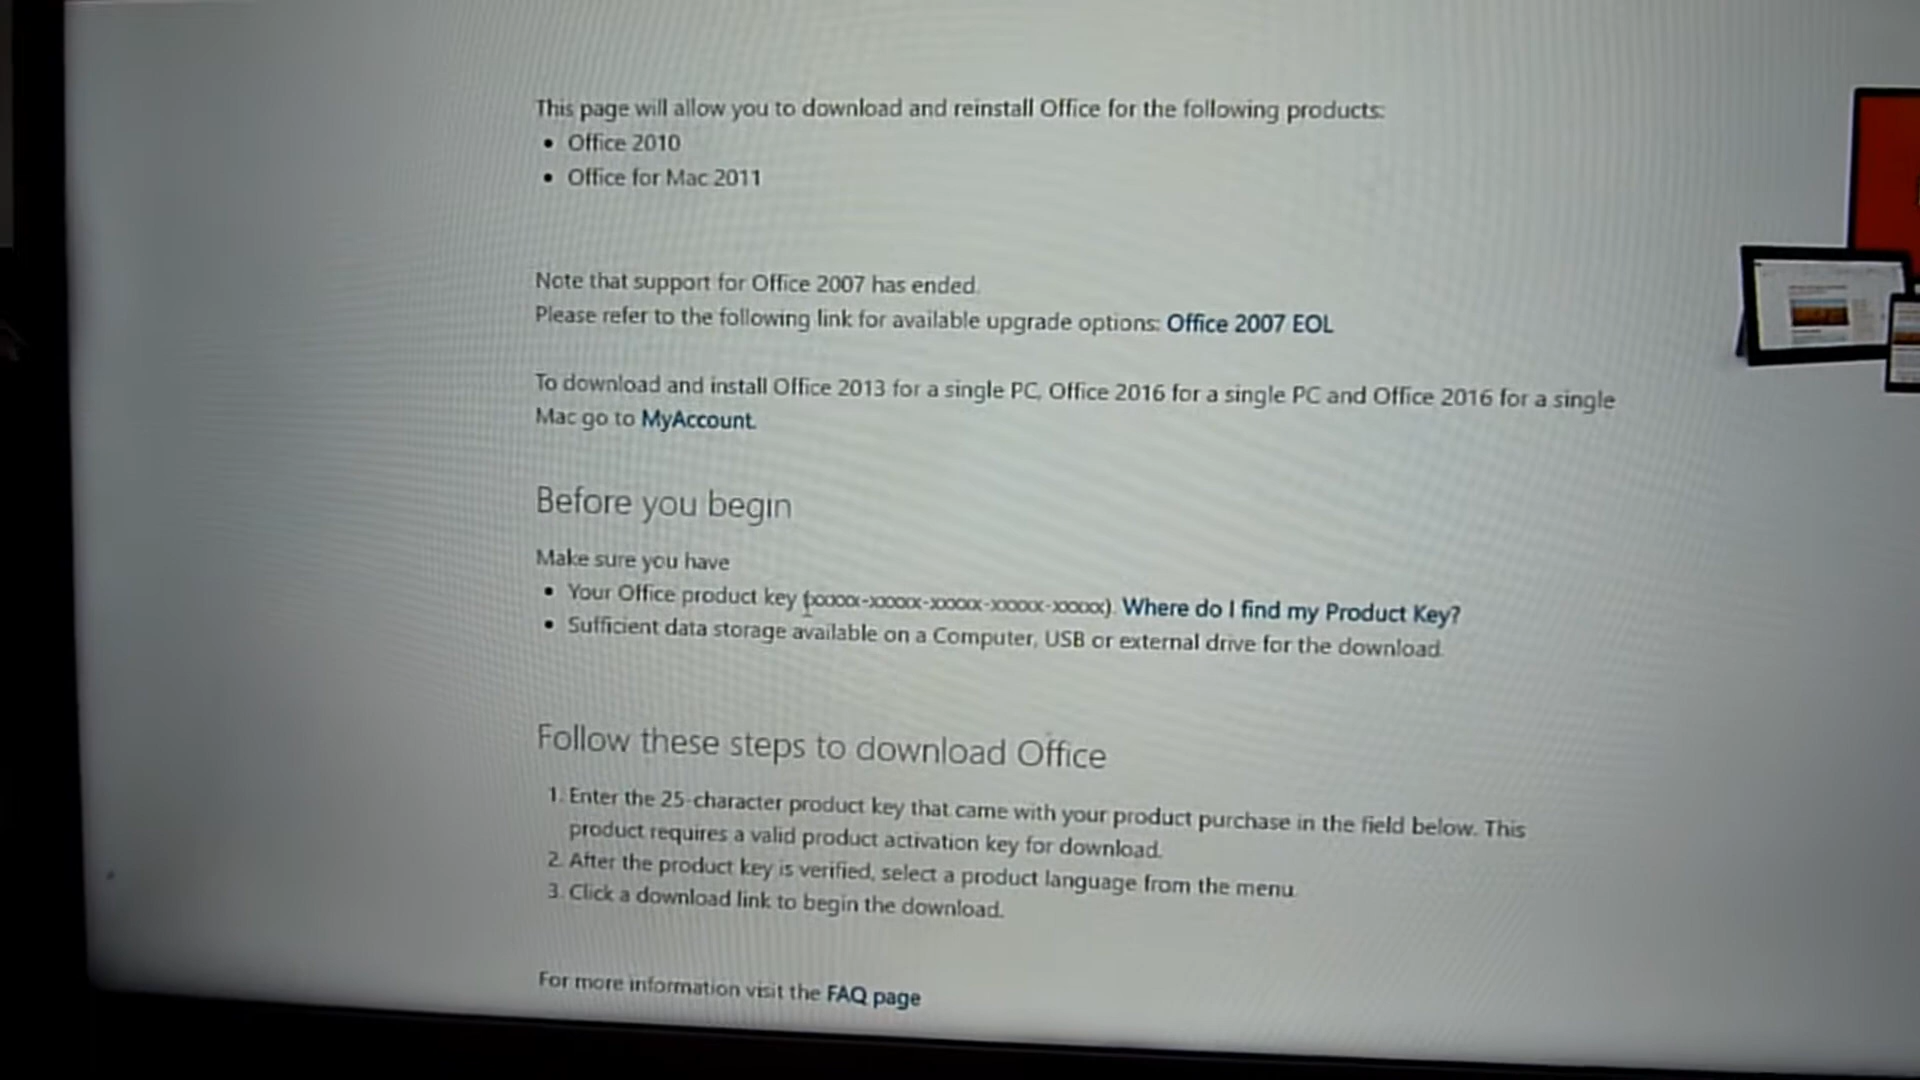 This page will allow you to download and reinstall Office for the following products:
• Office 2010
• Office for Mac 2011
Note that support for Office 2007 has ended.
Please refer to the following link for available upgrade options: Office 2007 EOL
To download and install Office 2013 for a single PC, Office 2016 for a single PC and Office 2016 for a single
Mac go to MyAccount.
Before you begin
Make sure you have
• Your Office product key (xxxxx-xxxxx-xxxxx-xxxxx-xxxxx). Where do I find my Product Key?
• Sufficient data storage available on a Computer, USB or external drive for the download.
Follow these steps to download Office
1. Enter the 25-character product key that came with your product purchase in the field below. This
product requires a valid product activation key for download.
2. After the product key is verified, select a product language from the menu.
3. Click a download link to begin the download.
For more information visit the FAQ page